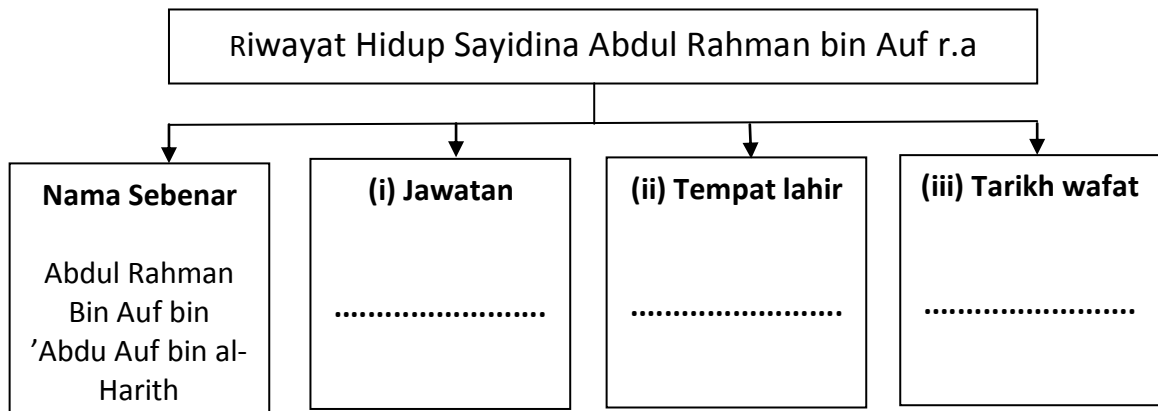 Riwayat Hidup Sayidina Abdul Rahman bin Auf r.a
Nama Sebenar
Abdul Rahman
Bin Auf bin
’Abdu Auf bin al-
Harith
(i) Jawatan
...........................
(ii) Tempat lahir
...........................
(iii) Tarikh wafat
...........................